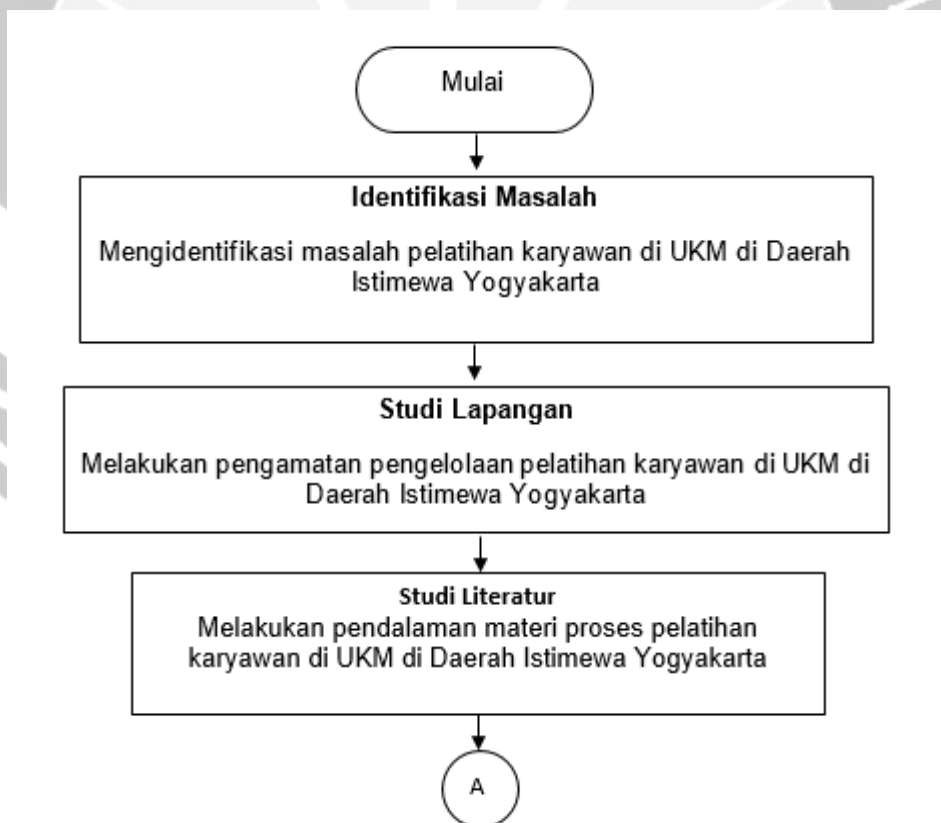 Mulai
Identifikasi Masalah
Mengidentifikasi masalah pelatihan karyawan di UKM di Daerah
Istimewa Yogyakarta
Studi Lapangan
Melakukan pengamatan pengelolaan pelatihan karyawan di UKM di
Daerah Istimewa Yogyakarta
Studi Literatur
Melakukan pendalaman materi proses pelatihan
karyawan di UKM di Daerah Istimewa Yogyakarta
A